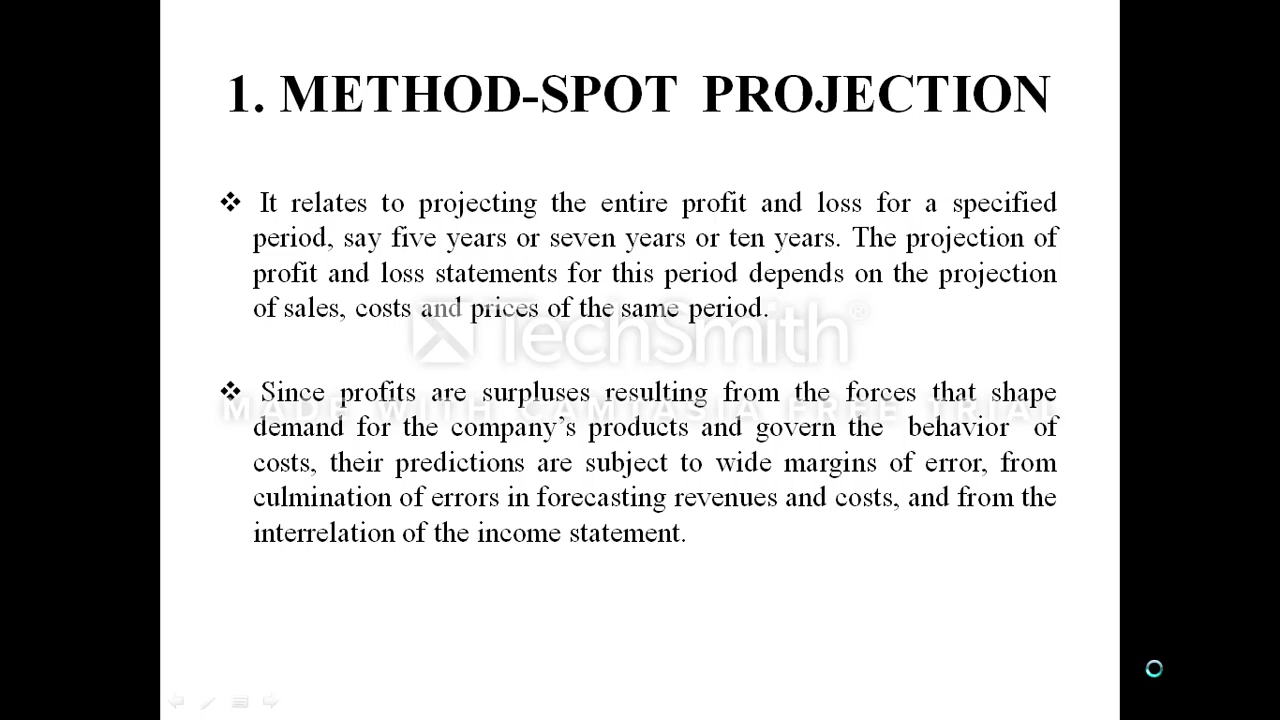 1. METHOD-SPOT PROJECTION
❖ It relates to projecting the entire profit and loss for a specified
period, say five years or seven years or ten years. The projection of
profit and loss statements for this period depends on the projection
of sales, costs and prices of the same period.
TechSmith®
❖ Since profits are surpluses resulting from the forces that shape
MADE WITH CAMTASIA FREE TRIAL
demand for the company’s products and govern the behavior of
costs, their predictions are subject to wide margins of error, from
culmination of errors in forecasting revenues and costs, and from the
interrelation of the income statement.